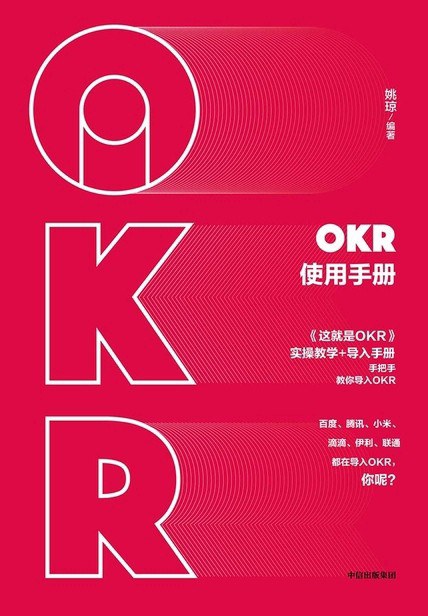 OKR
姚琼/编著
OKR
使用手册
《这就是OKR》
实操教学+导入手册
手把手
教你导入OKR
百度、腾讯、小米、
滴滴、伊利、联通
都在导入OKR,
你呢?
中信出版集团